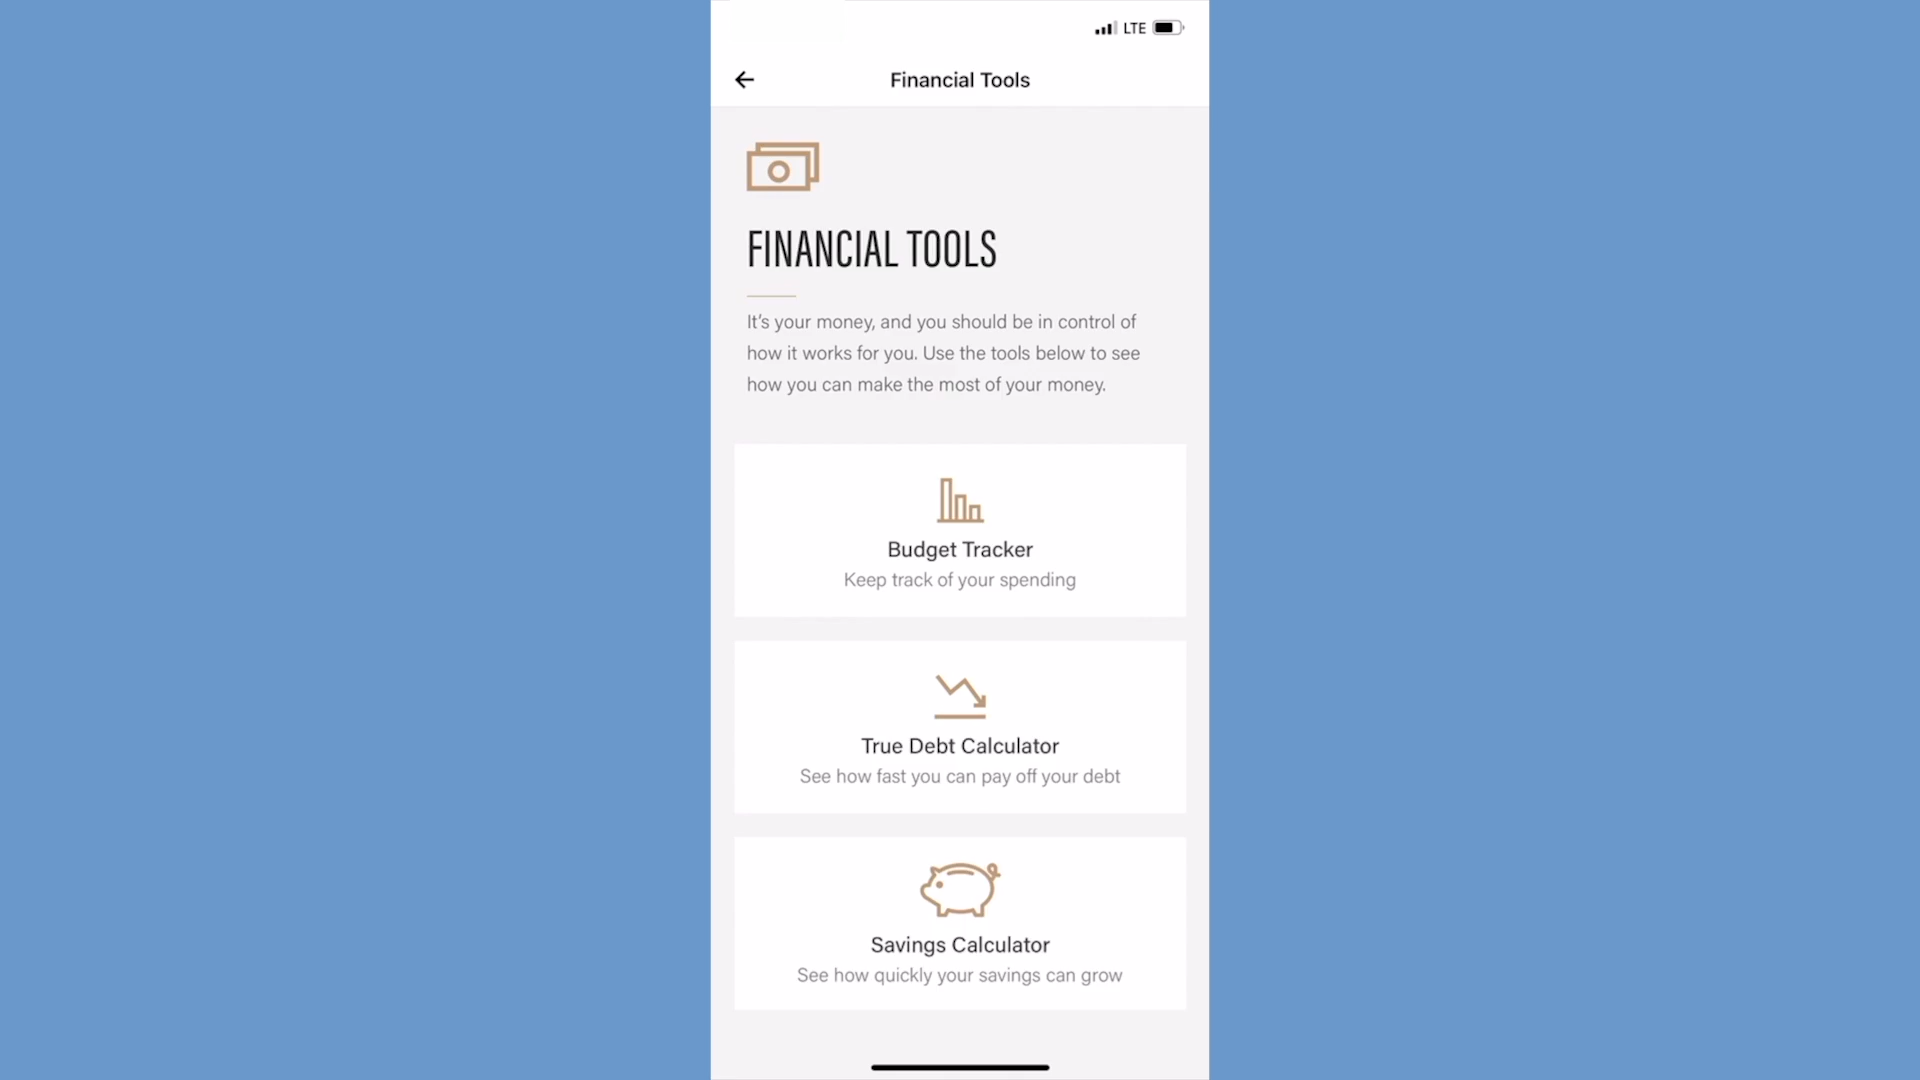 LTE
Financial Tools
FINANCIAL TOOLS
It’s your money, and you should be in control of
how it works for you. Use the tools below to see
how you can make the most of your money.
Budget Tracker
Keep track of your spending
True Debt Calculator
See how fast you can pay off your debt
Savings Calculator
See how quickly your savings can grow